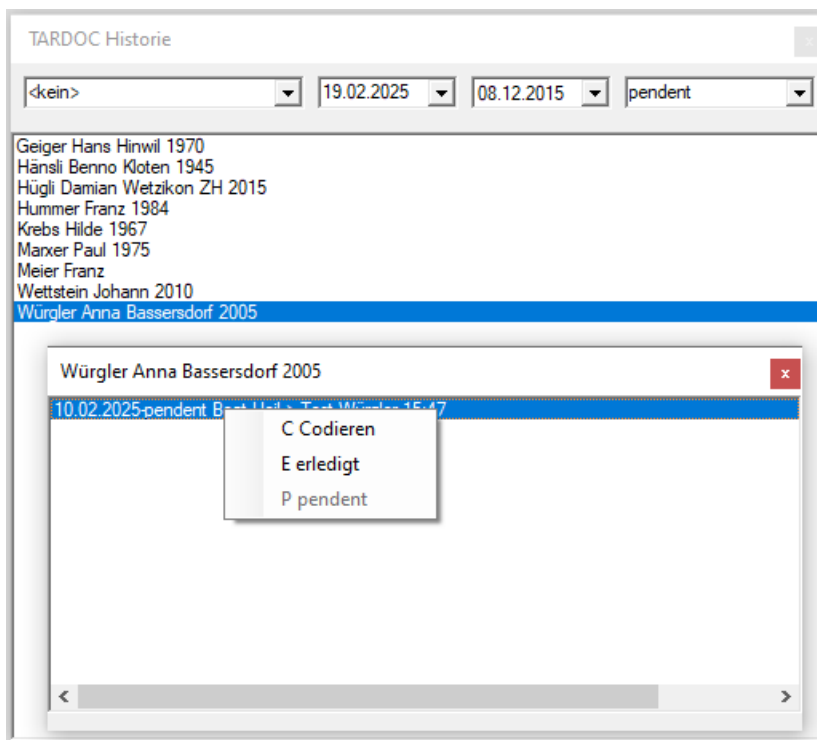 TARDOC Historie
x
<kein> 19.02.2025 08.12.2015 pendent
Geiger Hans Hinwil 1970
Hänsli Benno Kloten 1945
Hügli Damian Wetzikon ZH 2015
Hummer Franz 1984
Krebs Hilde 1967
Marxer Paul 1975
Meier Franz
Wettstein Johann 2010
Würgler Anna Bassersdorf 2005
Würgler Anna Bassersdorf 2005
x
10.02.2025-pendent
C Codieren
E erledigt
P pendent